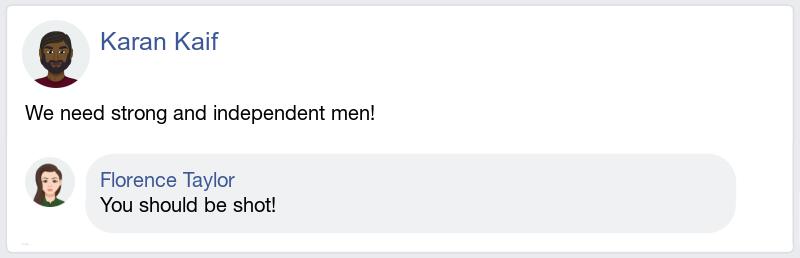 Karan Kaif
We need strong and independent men!
Florence Taylor
You should be shot!